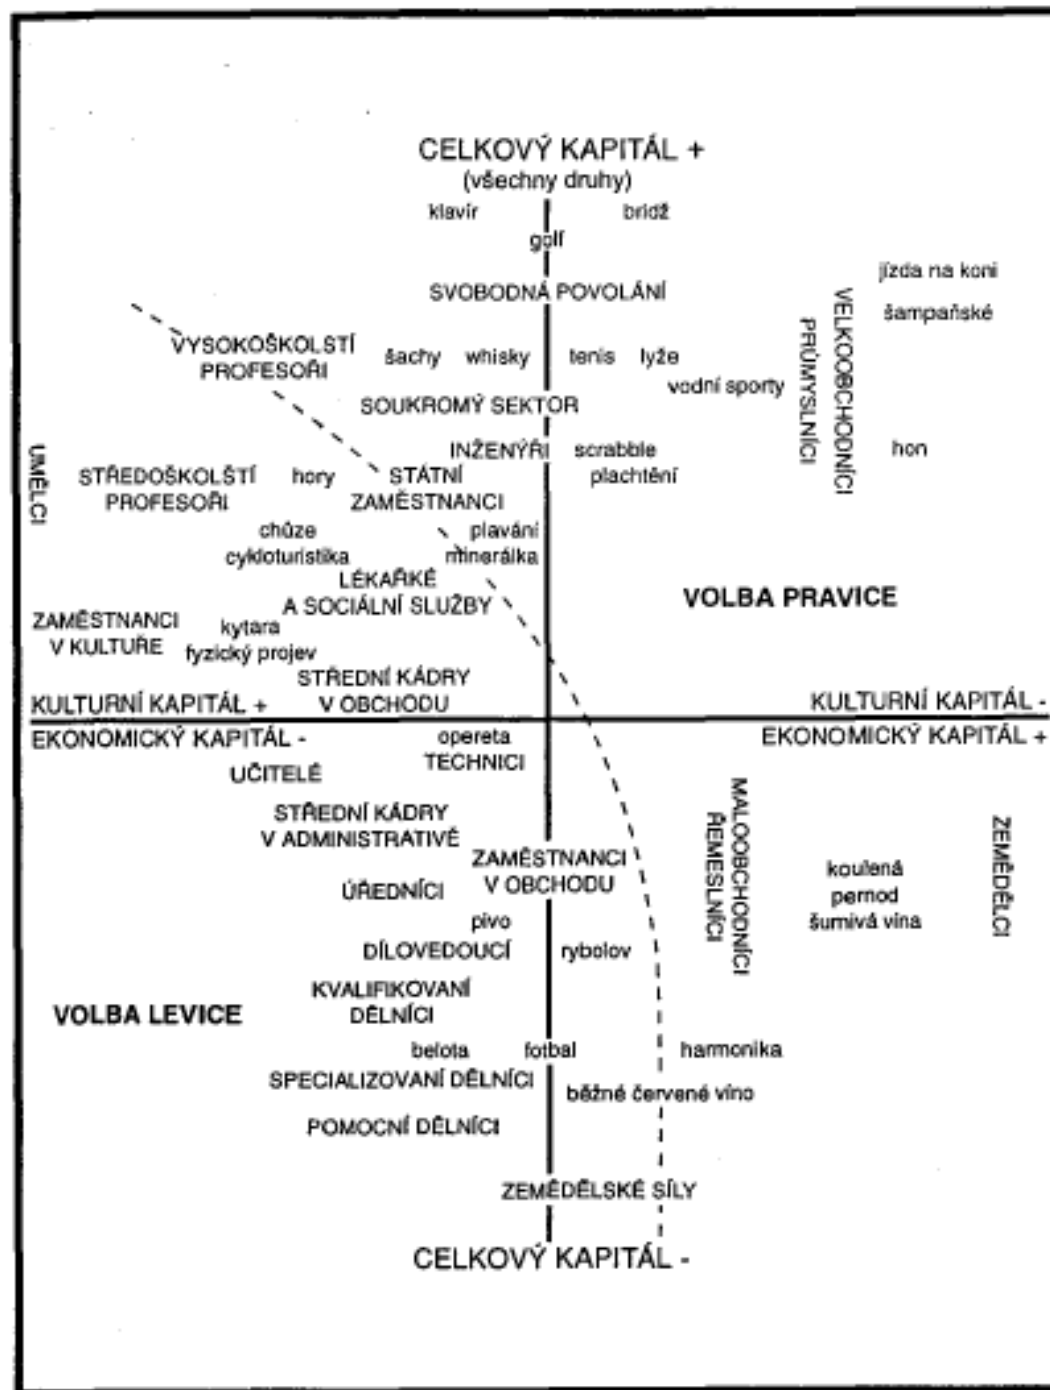 CELKOVÝ KAPITÁL +
(všechny druhy)
klavír
bridž
golf
jízda na koni
SVOBODNÁ POVOLÁNÍ
šampaňské
VELKOOBCHODNÍCI
PRŮMYSLNÍCI
VYSOKOŠKOLSTÍ
PROFESOŘI
šachy
whisky
tenis
lyže
vodní sporty
SOUKROMÝ SEKTOR
INŽENÝŘI
scrabble
plachtění
hon
UMĚLCI
STŘEDOŠKOLŠTÍ
PROFESOŘI
hory
STÁTNÍ
ZAMĚSTNANCI
chůze
cykloturistika
plavání
minerálka
LÉKAŘKÉ
A SOCIÁLNÍ SLUŽBY
VOLBA PRAVICE
ZAMĚSTNANCI
V KULTUŘE
kytara
fyzický projev
STŘEDNÍ KÁDRY
V OBCHODU
KULTURNÍ KAPITÁL +
KULTURNÍ KAPITÁL -
EKONOMICKÝ KAPITÁL -
EKONOMICKÝ KAPITÁL +
opereta
TECHNICI
UČITELÉ
STŘEDNÍ KÁDRY
V ADMINISTRATIVĚ
MALOOBCHODNÍCI
ŘEMESLNÍCI
ZEMĚDĚLCI
ZAMĚSTNANCI
V OBCHODU
koulená
pernod
šumivá vína
ÚŘEDNÍCI
pivo
DÍLOVEDOUCÍ
rybolov
KVALIFIKOVANÍ
DĚLNÍCI
VOLBA LEVICE
belota
fotbal
harmonika
SPECIALIZOVANÍ DĚLNÍCI
běžné červené víno
POMOCNÍ DĚLNÍCI
ZEMĚDĚLSKÉ SÍLY
CELKOVÝ KAPITÁL -